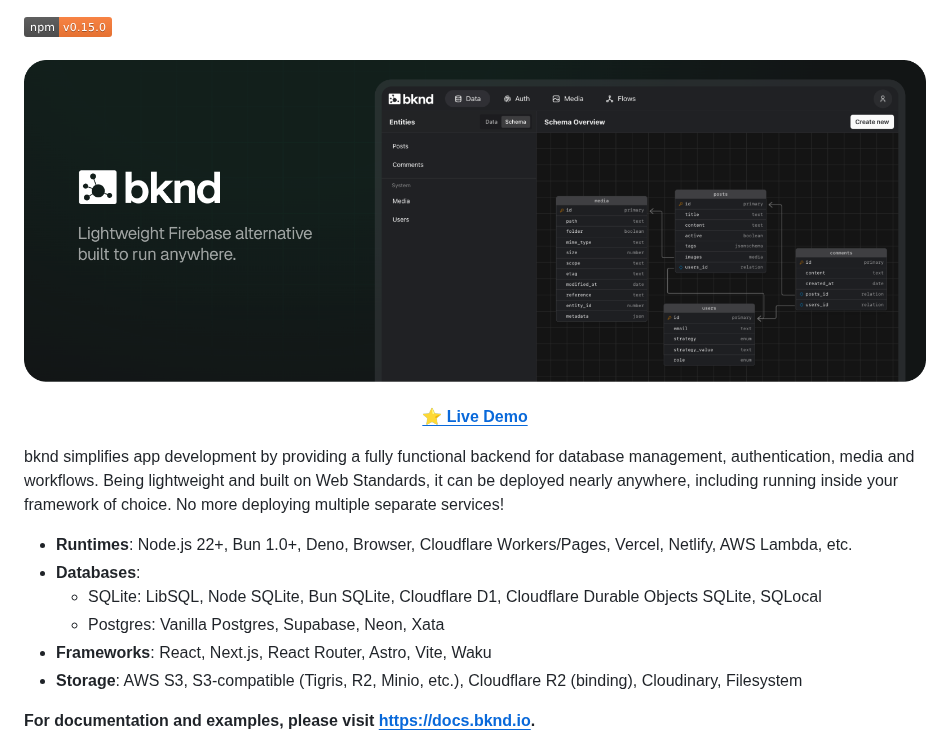 npm v0.15.0
bknd
Data
Auth
Media
Flows
Entities
Data
Schema
Schema Overview
Create new
Posts
Comments
System
Media
Users
bknd
Lightweight Firebase alternative
built to run anywhere.
media
id primary
path text
folder boolean
mime_type text
size number
scope text
etag text
modified_at date
reference text
entity_id number
metadata json
posts
id primary
title text
content text
active boolean
tags jsonschema
images media
users_id relation
comments
id primary
content text
created_at date
posts_id relation
users_id relation
users
id primary
email text
strategy enum
strategy_value text
role enum
⭐ Live Demo
bknd simplifies app development by providing a fully functional backend for database management, authentication, media and
workflows. Being lightweight and built on Web Standards, it can be deployed nearly anywhere, including running inside your
framework of choice. No more deploying multiple separate services!
• Runtimes: Node.js 22+, Bun 1.0+, Deno, Browser, Cloudflare Workers/Pages, Vercel, Netlify, AWS Lambda, etc.
• Databases:
◦ SQLite: LibSQL, Node SQLite, Bun SQLite, Cloudflare D1, Cloudflare Durable Objects SQLite, SQLocal
◦ Postgres: Vanilla Postgres, Supabase, Neon, Xata
• Frameworks: React, Next.js, React Router, Astro, Vite, Waku
• Storage: AWS S3, S3-compatible (Tigris, R2, Minio, etc.), Cloudflare R2 (binding), Cloudinary, Filesystem
For documentation and examples, please visit https://docs.bknd.io.